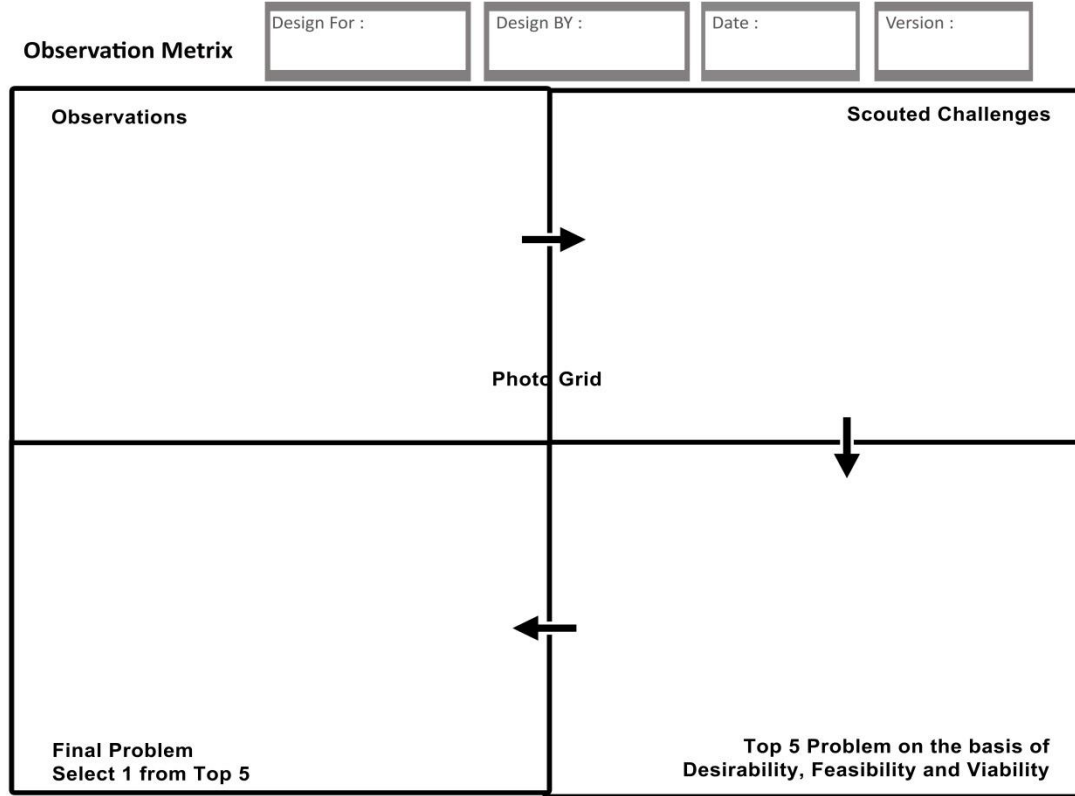 Observation Metrix
Design For :
Design BY :
Date :
Version :
Observations
Scouted Challenges
Photo Grid
Final Problem
Select 1 from Top 5
Top 5 Problem on the basis of
Desirability, Feasibility and Viability